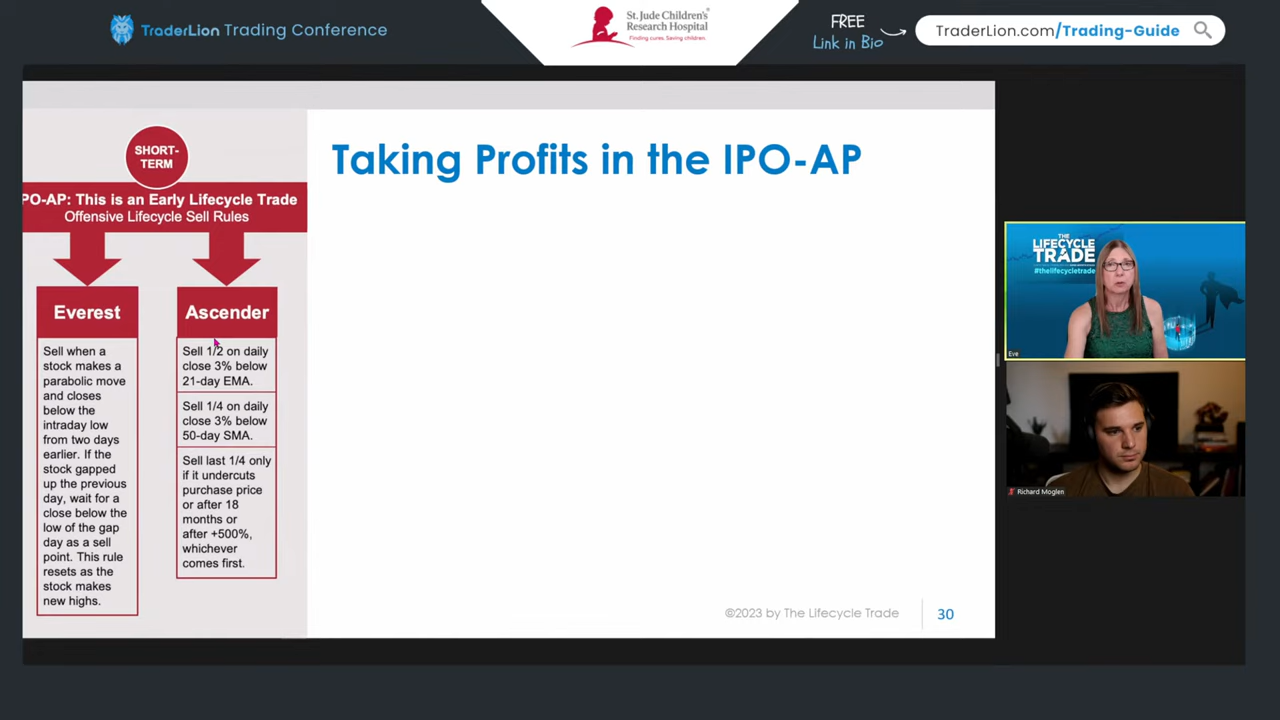 TraderLion Trading Conference
St. Jude Children's
Research Hospital
Finding cures. Saving children.
FREE
Link in Bio
TraderLion.com/Trading-Guide
SHORT-
TERM
PO-AP: This is an Early Lifecycle Trade
Offensive Lifecycle Sell Rules
Everest
Sell when a
stock makes a
parabolic move
and closes
below the
intraday low
from two days
earlier. If the
stock gapped
up the previous
day, wait for a
close below the
low of the gap
day as a sell
point. This rule
resets as the
stock makes
new highs.
Ascender
Sell 1/2 on daily
close 3% below
21-day EMA.
Sell 1/4 on daily
close 3% below
50-day SMA.
Sell last 1/4 only
if it undercuts
purchase price
or after 18
months or
after +500%,
whichever
comes first.
Taking Profits in the IPO-AP
©2023 by The Lifecycle Trade
30
THE
LIFECYCLE
TRADE
#thelifecycletrade
Eve
Richard Moglen